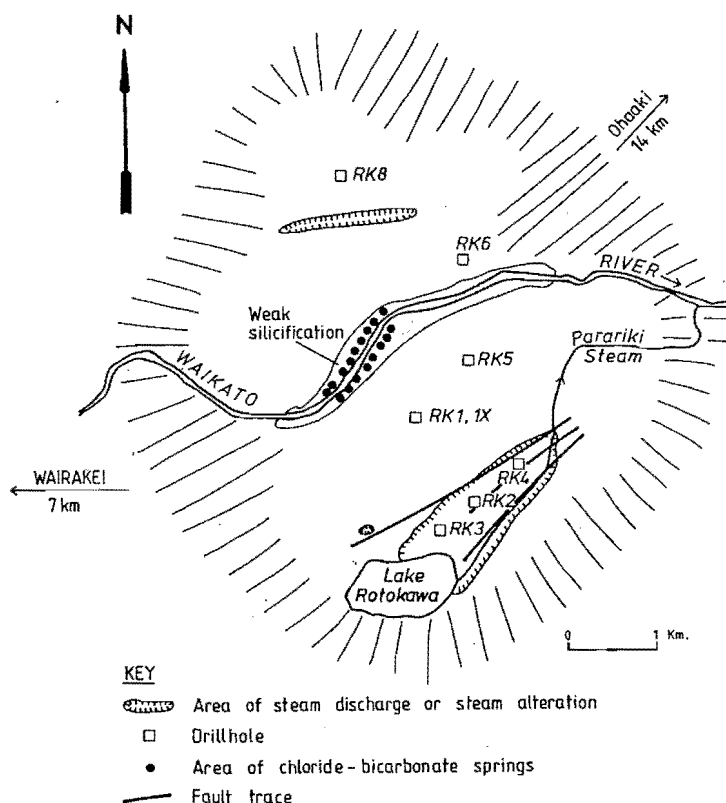 N
Ohaaki
14 km
RK8
RK6
RIVER
Weak
silicification
Parariki
Steam
WAIKATO
RK5
RK1, 1X
WAIRAKEI
7 km
RK4
RK2
RK3
Lake
Rotokawa
0 1 Km.
KEY
Area of steam discharge or steam alteration
Drillhole
Area of chloride-bicarbonate springs
Fault trace